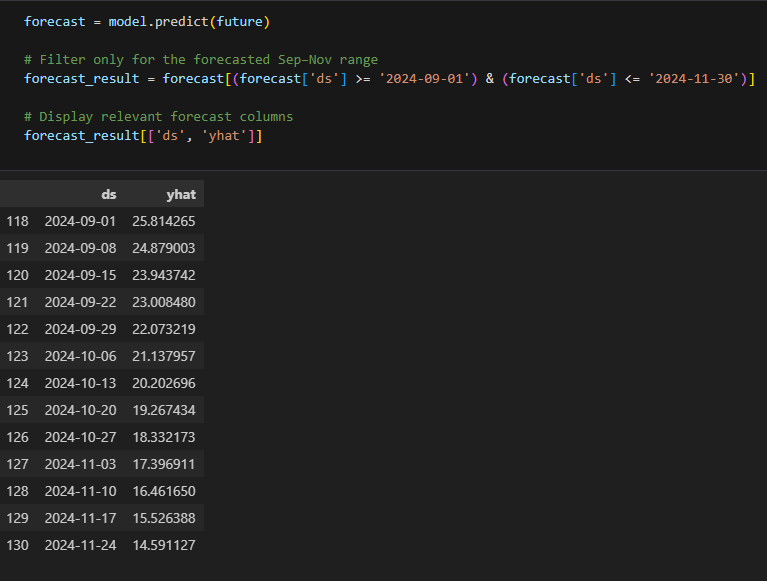 forecast = model.predict(future)
# Filter only for the forecasted Sep–Nov range
forecast_result = forecast[(forecast['ds'] >= '2024-09-01') & (forecast['ds'] <= '2024-11-30')]
# Display relevant forecast columns
forecast_result[['ds', 'yhat']]
ds yhat
118 2024-09-01 25.814265
119 2024-09-08 24.879003
120 2024-09-15 23.943742
121 2024-09-22 23.008480
122 2024-09-29 22.073219
123 2024-10-06 21.137957
124 2024-10-13 20.202696
125 2024-10-20 19.267434
126 2024-10-27 18.332173
127 2024-11-03 17.396911
128 2024-11-10 16.461650
129 2024-11-17 15.526388
130 2024-11-24 14.591127